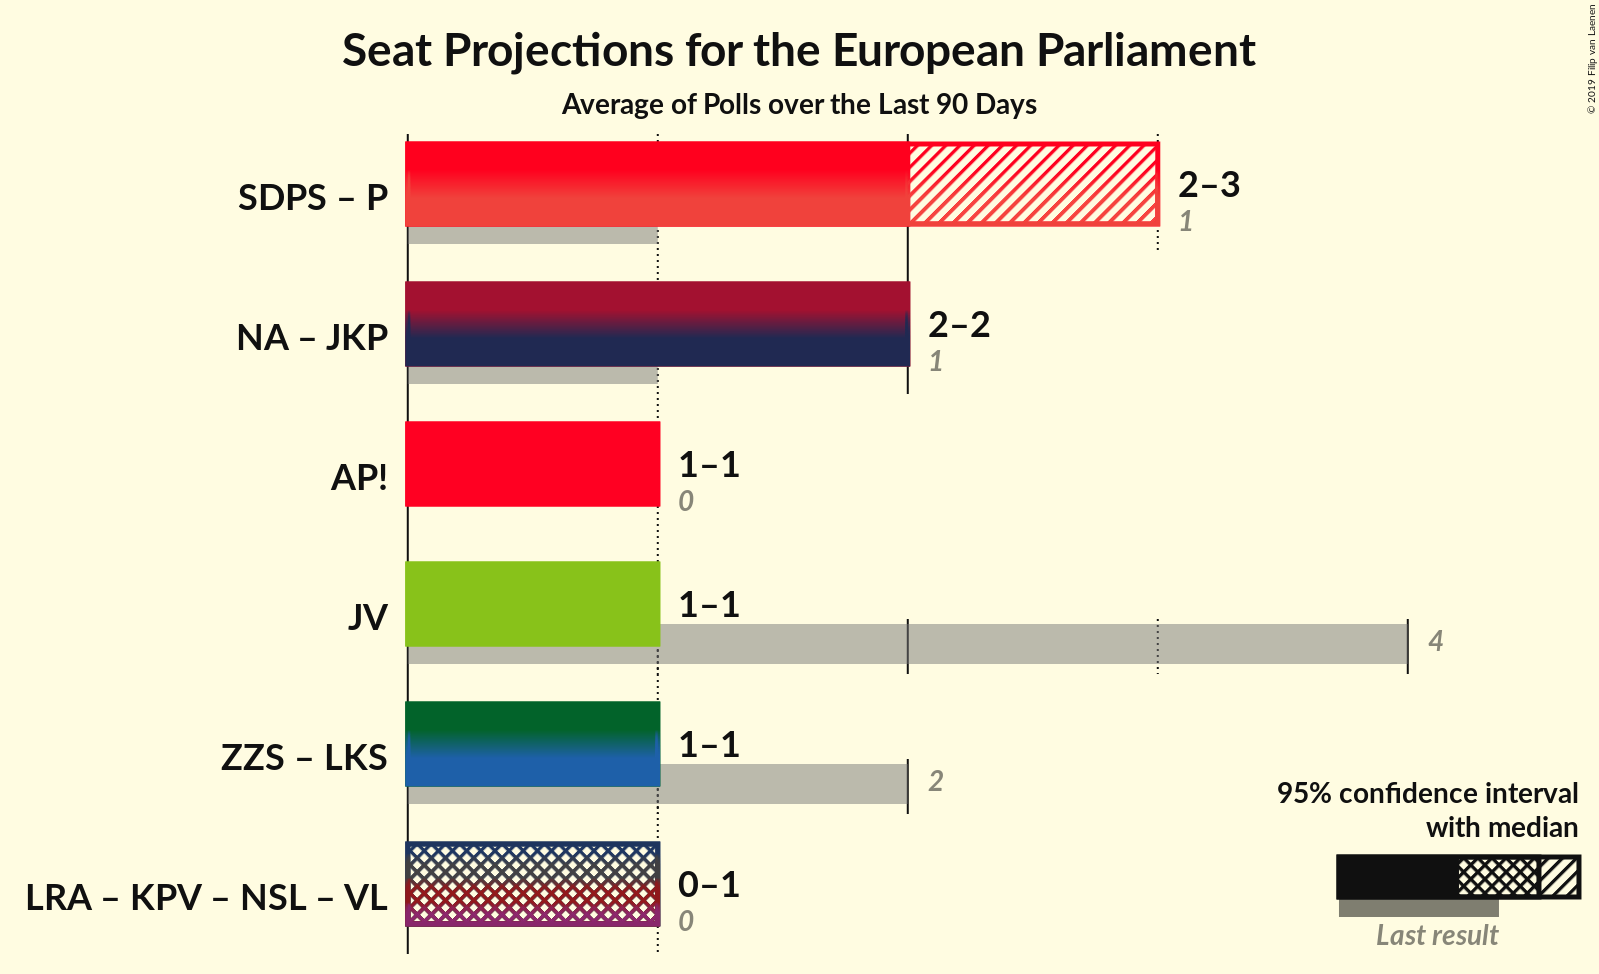 Seat Projections for the European Parliament
Average of Polls over the Last 90 Days
© 2019 Filip van Laenen
SDPS – P
2–3
1
NA – JKP
2–2
1
AP!
1–1
0
JV
1–1
4
ZZS – LKS
1–1
2
LRA – KPV – NSL – VL
0–1
0
95% confidence interval
with median
Last result